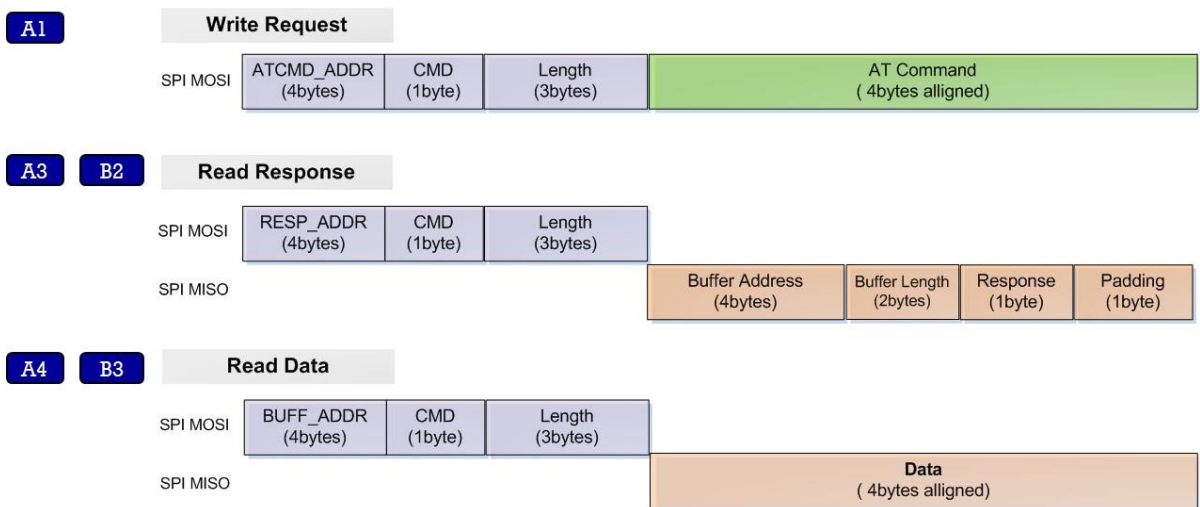 A1
Write Request
SPI MOSI
ATCMD_ADDR
(4bytes)
CMD
(1byte)
Length
(3bytes)
AT Command
( 4bytes alligned)
A3
B2
Read Response
SPI MOSI
RESP_ADDR
(4bytes)
CMD
(1byte)
Length
(3bytes)
SPI MISO
Buffer Address
(4bytes)
Buffer Length
(2bytes)
Response
(1byte)
Padding
(1byte)
A4
B3
Read Data
SPI MOSI
BUFF_ADDR
(4bytes)
CMD
(1byte)
Length
(3bytes)
SPI MISO
Data
( 4bytes alligned)